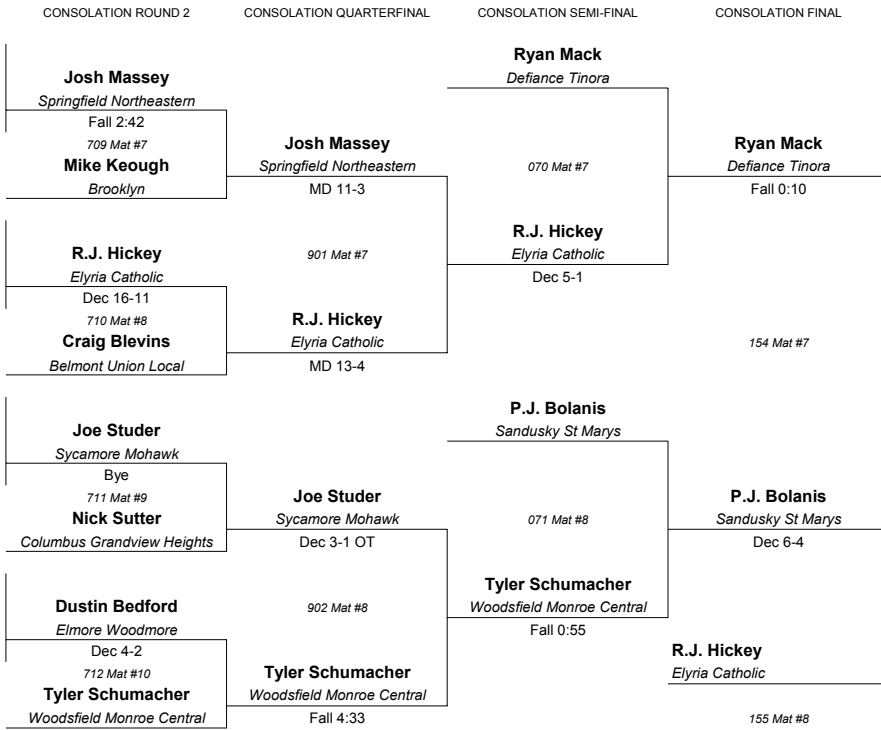 CONSOLATION ROUND 2
CONSOLATION QUARTERFINAL
CONSOLATION SEMI-FINAL
CONSOLATION FINAL
Josh Massey
Springfield Northeastern
Fall 2:42
709 Mat #7
Mike Keough
Brooklyn
R.J. Hickey
Elyria Catholic
Dec 16-11
710 Mat #8
Craig Blevins
Belmont Union Local
Joe Studer
Sycamore Mohawk
Bye
711 Mat #9
Nick Sutter
Columbus Grandview Heights
Dustin Bedford
Elmore Woodmore
Dec 4-2
712 Mat #10
Tyler Schumacher
Woodsfield Monroe Central
Josh Massey
Springfield Northeastern
MD 11-3
901 Mat #7
R.J. Hickey
Elyria Catholic
MD 13-4
Joe Studer
Sycamore Mohawk
Dec 3-1 OT
902 Mat #8
Tyler Schumacher
Woodsfield Monroe Central
Fall 4:33
Ryan Mack
Defiance Tinora
070 Mat #7
R.J. Hickey
Elyria Catholic
Dec 5-1
P.J. Bolanis
Sandusky St Marys
071 Mat #8
Tyler Schumacher
Woodsfield Monroe Central
Fall 0:55
Ryan Mack
Defiance Tinora
Fall 0:10
154 Mat #7
P.J. Bolanis
Sandusky St Marys
Dec 6-4
R.J. Hickey
Elyria Catholic
155 Mat #8